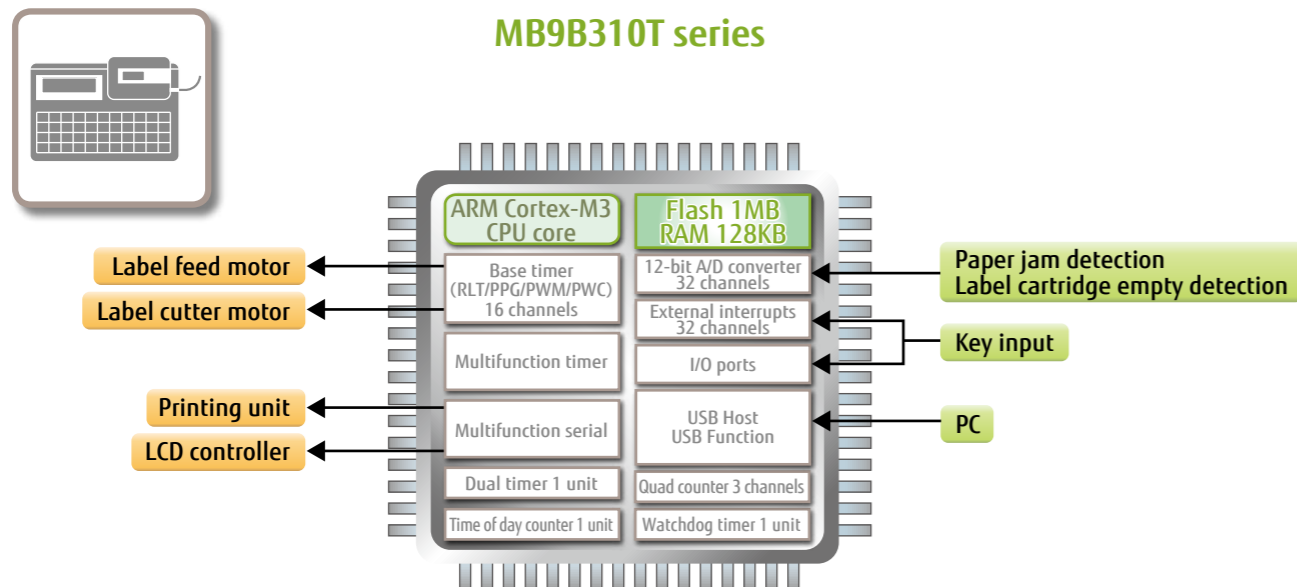 MB9B310T series
ARM Cortex-M3
CPU core
Flash 1MB
RAM 128KB
Label feed motor
Label cutter motor
Base timer
(RLT/PPG/PWM/PWC)
16 channels
12-bit A/D converter
32 channels
Paper jam detection
Label cartridge empty detection
External interrupts
32 channels
Key input
Multifunction timer
I/O ports
Printing unit
LCD controller
Multifunction serial
USB Host
USB Function
PC
Dual timer 1 unit
Quad counter 3 channels
Time of day counter 1 unit
Watchdog timer 1 unit